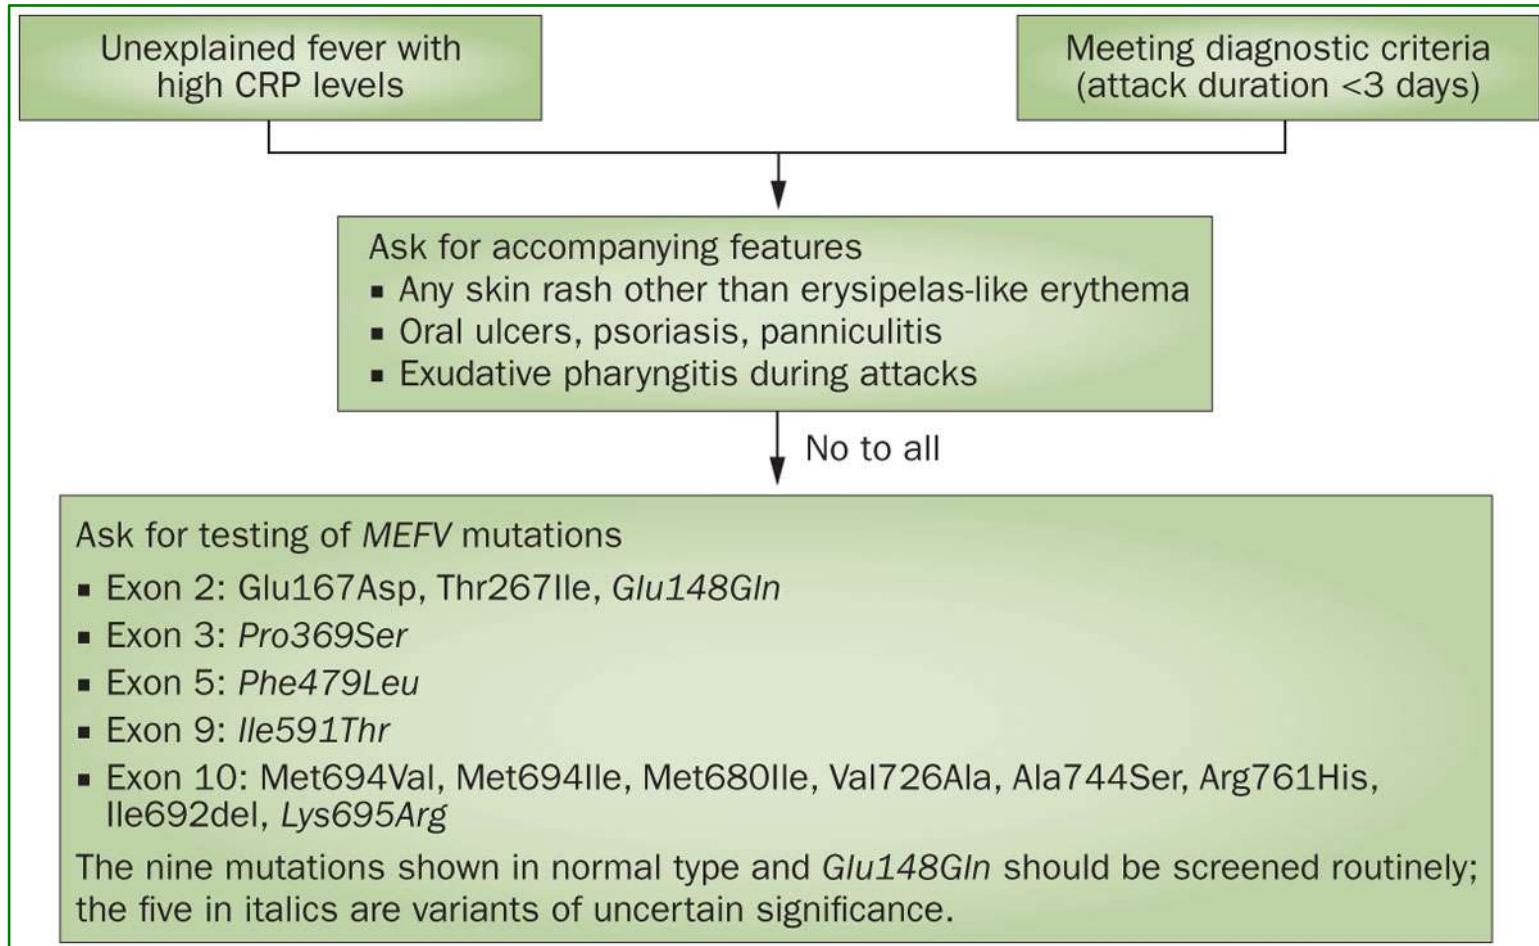 Unexplained fever with
high CRP levels
Meeting diagnostic criteria
(attack duration <3 days)
Ask for accompanying features
▪ Any skin rash other than erysipelas-like erythema
▪ Oral ulcers, psoriasis, panniculitis
▪ Exudative pharyngitis during attacks
No to all
Ask for testing of MEFV mutations
▪ Exon 2: Glu167Asp, Thr267Ile, Glu148Gln
▪ Exon 3: Pro369Ser
▪ Exon 5: Phe479Leu
▪ Exon 9: Ile591Thr
▪ Exon 10: Met694Val, Met694Ile, Met680Ile, Val726Ala, Ala744Ser, Arg761His,
Ile692del, Lys695Arg
The nine mutations shown in normal type and Glu148Gln should be screened routinely;
the five in italics are variants of uncertain significance.